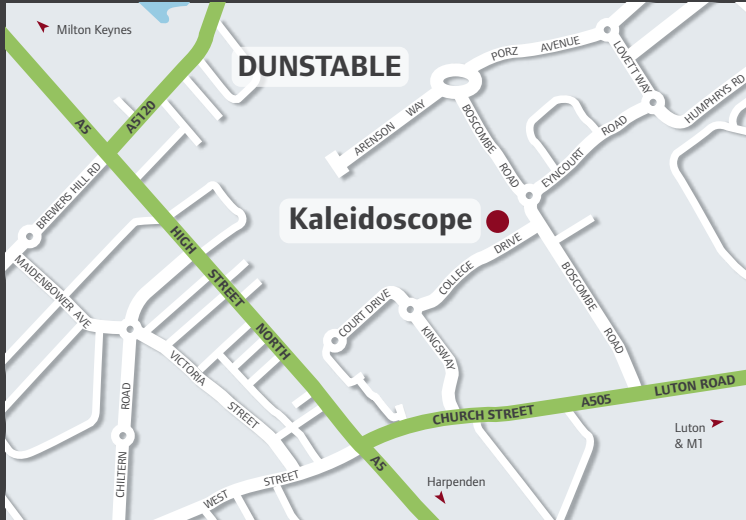 Milton Keynes
DUNSTABLE
PORZ AVENUE
LOVETT WAY
HUMPHRYS RD
A5
A5120
ARENSON WAY
BOSCOMBE ROAD
EYNCOURT ROAD
BREWERS HILL RD
Kaleidoscope
HIGH STREET NORTH
COLLEGE DRIVE
MAIDENBOWER AVE
BOSCOMBE ROAD
COURT DRIVE
KINGSWAY
VICTORIA STREET
CHILTERN ROAD
CHURCH STREET
A505
LUTON ROAD
Luton
& M1
A5
WEST STREET
Harpenden